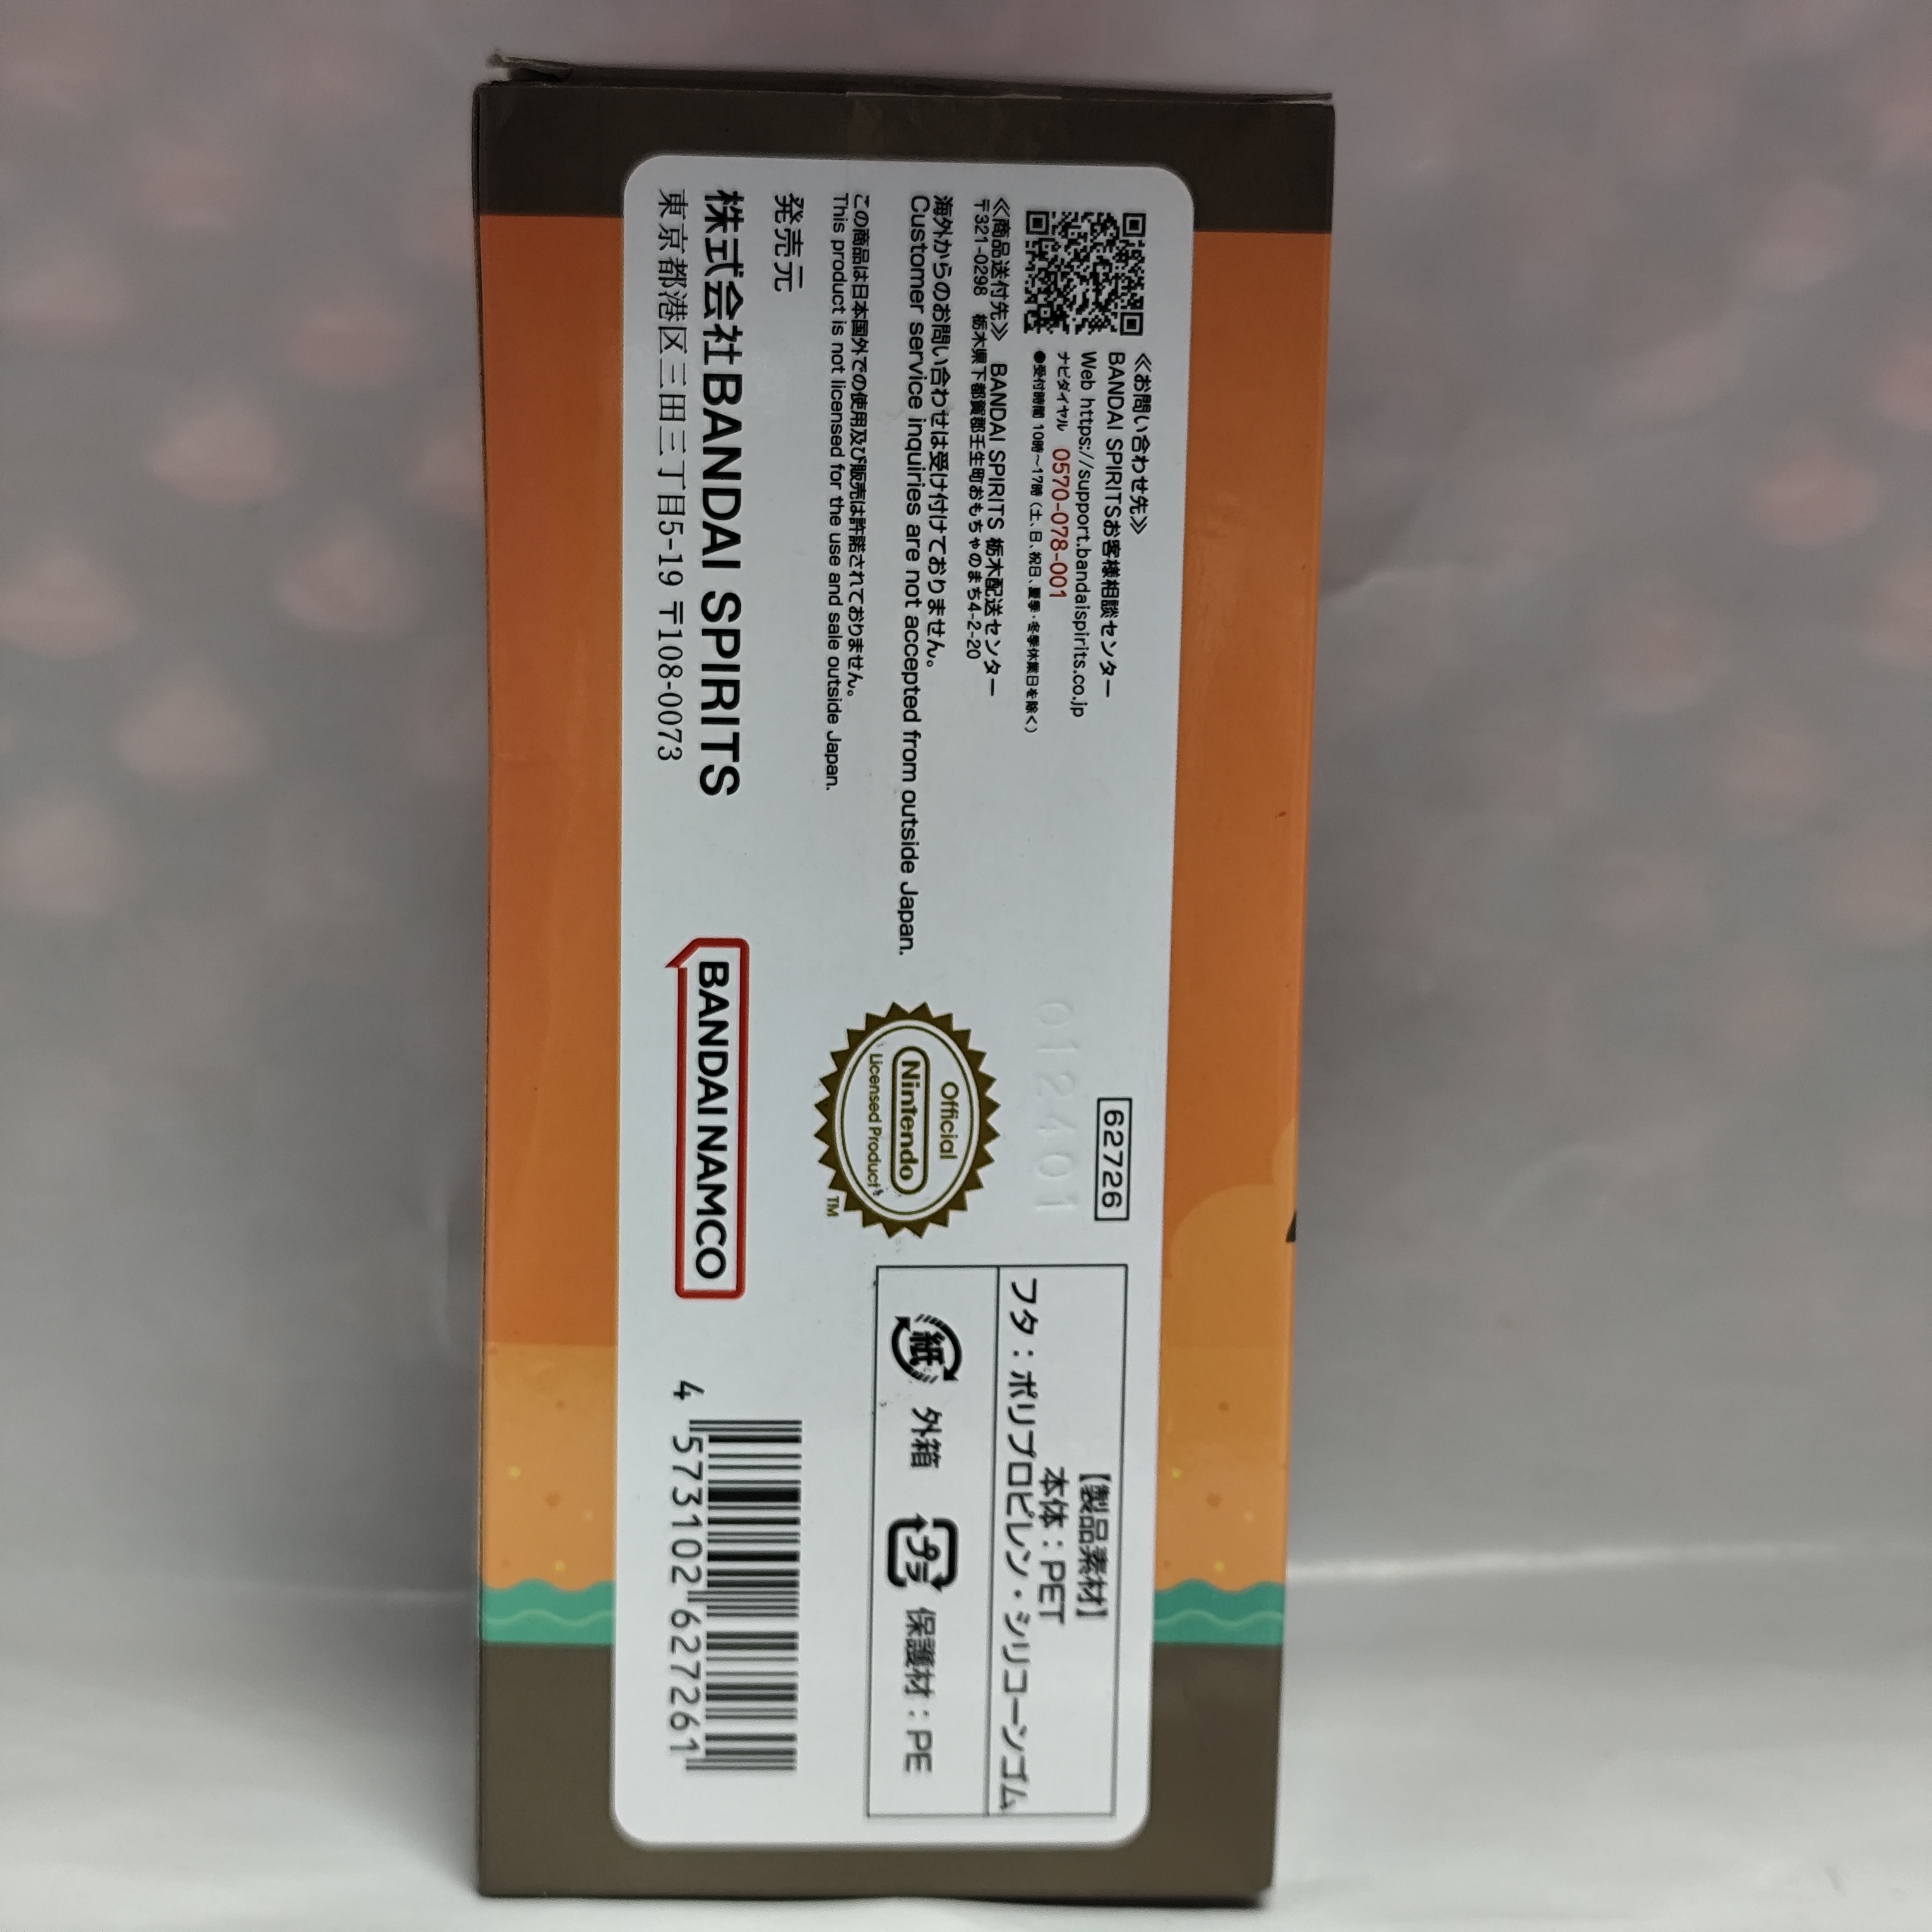 《お問い合わせ先》
BANDAI SPIRITSお客様相談センター
Web https://support.bandaispirits.co.jp
ナビダイヤル 0570-078-001
●受付時間 10時～17時 (土、日、祝日、夏季・冬季休業日を除く)
《商品送付先》 BANDAI SPIRITS 栃木配送センター
〒321-0298 栃木県下都賀郡壬生町おもちゃのまち4-2-20
海外からのお問い合わせは受け付けておりません。
Customer service inquiries are not accepted from outside Japan.
この商品は日本国外での使用及び販売は許諾されておりません。
This product is not licensed for the use and sale outside Japan.
発売元
株式会社BANDAI SPIRITS
東京都港区三田三丁目5-19 〒108-0073
BANDAI NAMCO
62726
012401
Official
Nintendo
Licensed Product
TM
【製品素材】
本体：PET
フタ：ポリプロピレン・シリコーンゴム
紙 外箱 プラ 保護材：PE
4 573102 627261